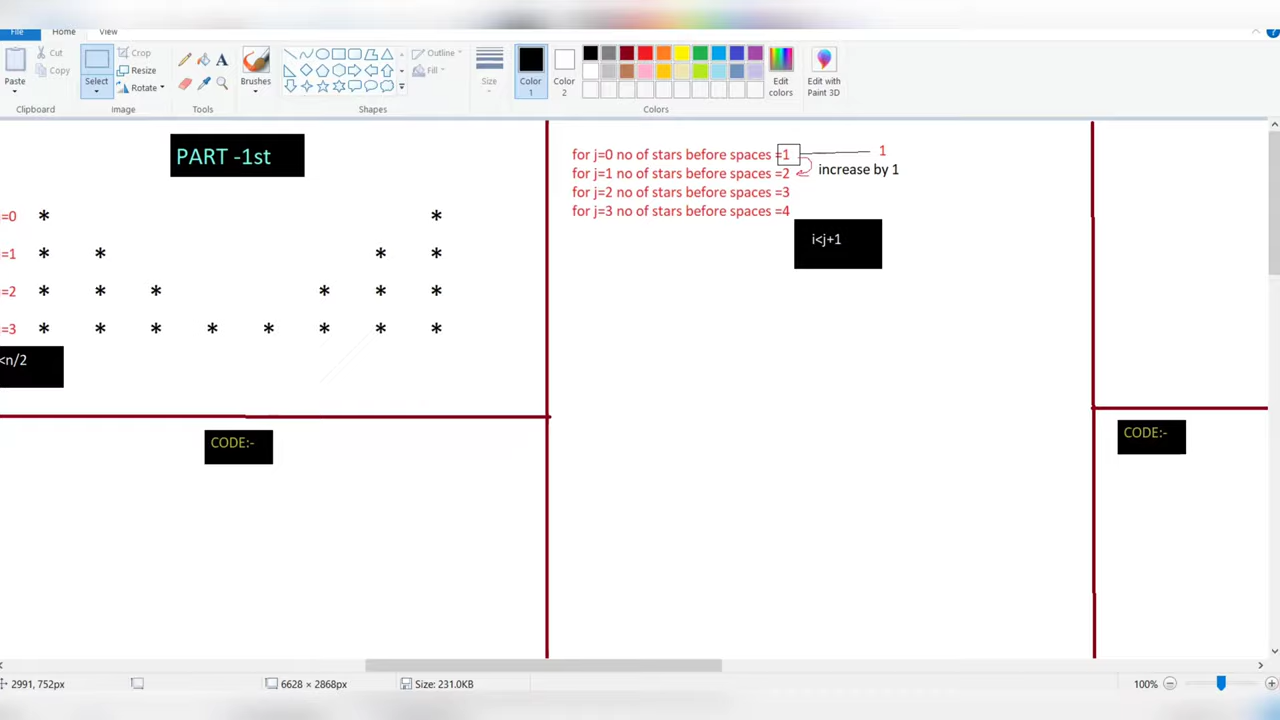 File Home View
Paste
Cut
Copy
Clipboard
Select
Crop
Resize
Rotate
Image
A
Tools
Brushes
Outline
Fill
Shapes
Size
Color 1
Color 2
Edit colors
Colors
Edit with Paint 3D
PART -1st
=0 * *
=1 * * * *
=2 * * * * * *
=3 * * * * * * * *
<n/2
CODE:-
for j=0 no of stars before spaces =1 1
for j=1 no of stars before spaces =2 increase by 1
for j=2 no of stars before spaces =3
for j=3 no of stars before spaces =4
i<j+1
CODE:-
2991, 752px 6628 × 2868px Size: 231.0KB 100%